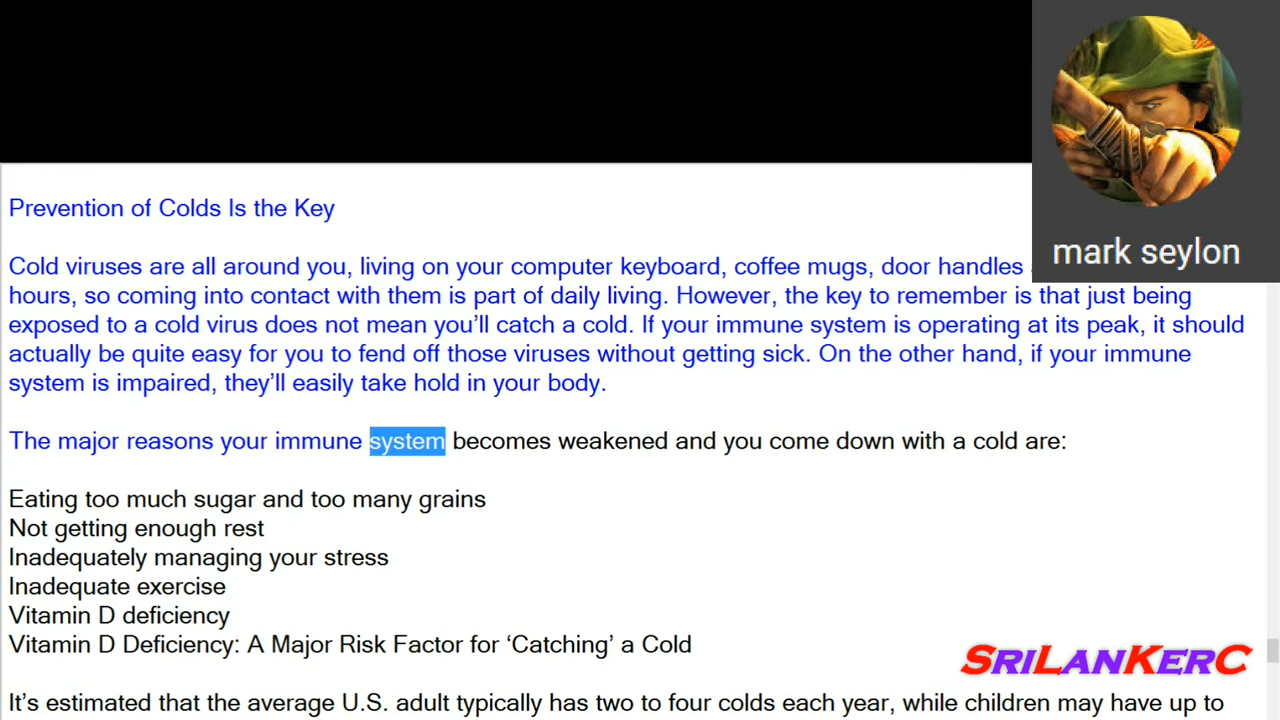 mark seylon
Prevention of Colds Is the Key
Cold viruses are all around you, living on your computer keyboard, coffee mugs, door handles
hours, so coming into contact with them is part of daily living. However, the key to remember is that just being
exposed to a cold virus does not mean you’ll catch a cold. If your immune system is operating at its peak, it should
actually be quite easy for you to fend off those viruses without getting sick. On the other hand, if your immune
system is impaired, they’ll easily take hold in your body.
The major reasons your immune system becomes weakened and you come down with a cold are:
Eating too much sugar and too many grains
Not getting enough rest
Inadequately managing your stress
Inadequate exercise
Vitamin D deficiency
Vitamin D Deficiency: A Major Risk Factor for ‘Catching’ a Cold
SriLanKerC
It’s estimated that the average U.S. adult typically has two to four colds each year, while children may have up to